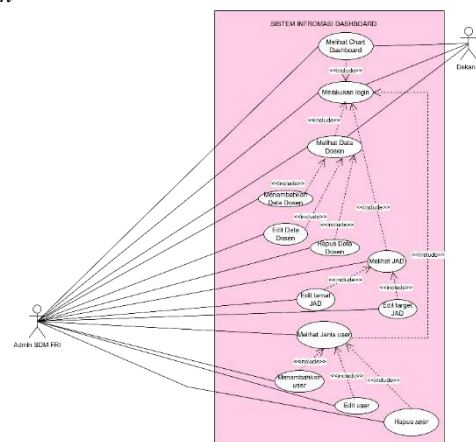 SISTEM INFROMASI DASHBOARD
Melihat Chart
Dashboard
Dekan
<<include>>
Melakukan login
<<include>>
Melihat Data
Dosen
<<include>>
<<include>>
Menambahkan
Data Dosen
<<include>>
<<include>>
Edit Data
Dosen
Hapus Data
Dosen
<<include>>
Melihat JAD
<<include>>
<<include>>
Edit
JAD
Edit target
JAD
Admin SDM FRI
Melihat Jenis user
<<include>>
<<include>>
<<include>>
Menambahkan
user
Edit user
Hapus user